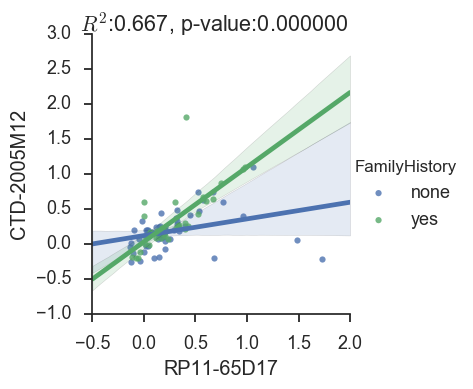 R²:0.667, p-value:0.000000
3.0
2.5
2.0
1.5
1.0
0.5
0.0
−0.5
−1.0
CTD-2005M12
−0.5 0.0 0.5 1.0 1.5 2.0
RP11-65D17
FamilyHistory
none
yes